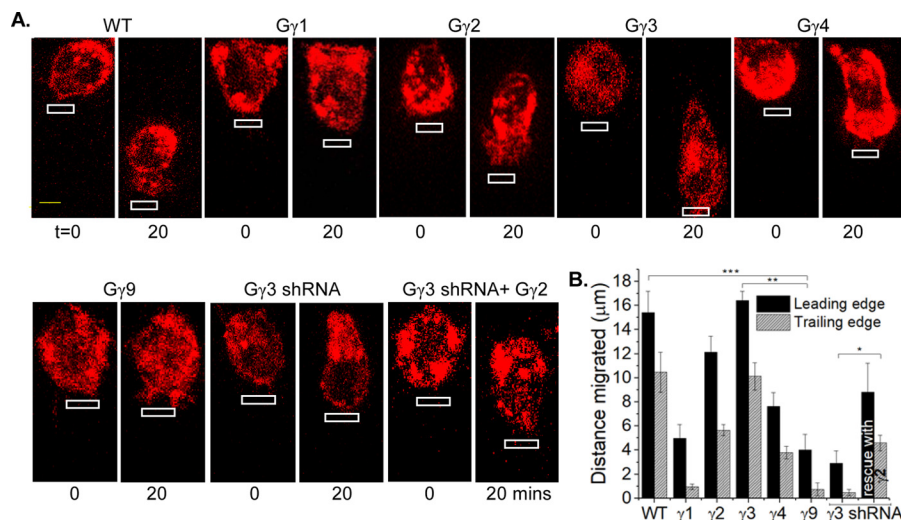 A.
WT Gγ1 Gγ2 Gγ3 Gγ4
t=0 20 0 20 0 20 0 20 0 20
Gγ9 Gγ3 shRNA Gγ3 shRNA+ Gγ2
0 20 0 20 0 20 mins
B.
Distance migrated (µm)
18
16
14
12
10
8
6
4
2
0
***
**
*
Leading edge
Trailing edge
rescue with
γ2
WT γ1 γ2 γ3 γ4 γ9 γ3 shRNA